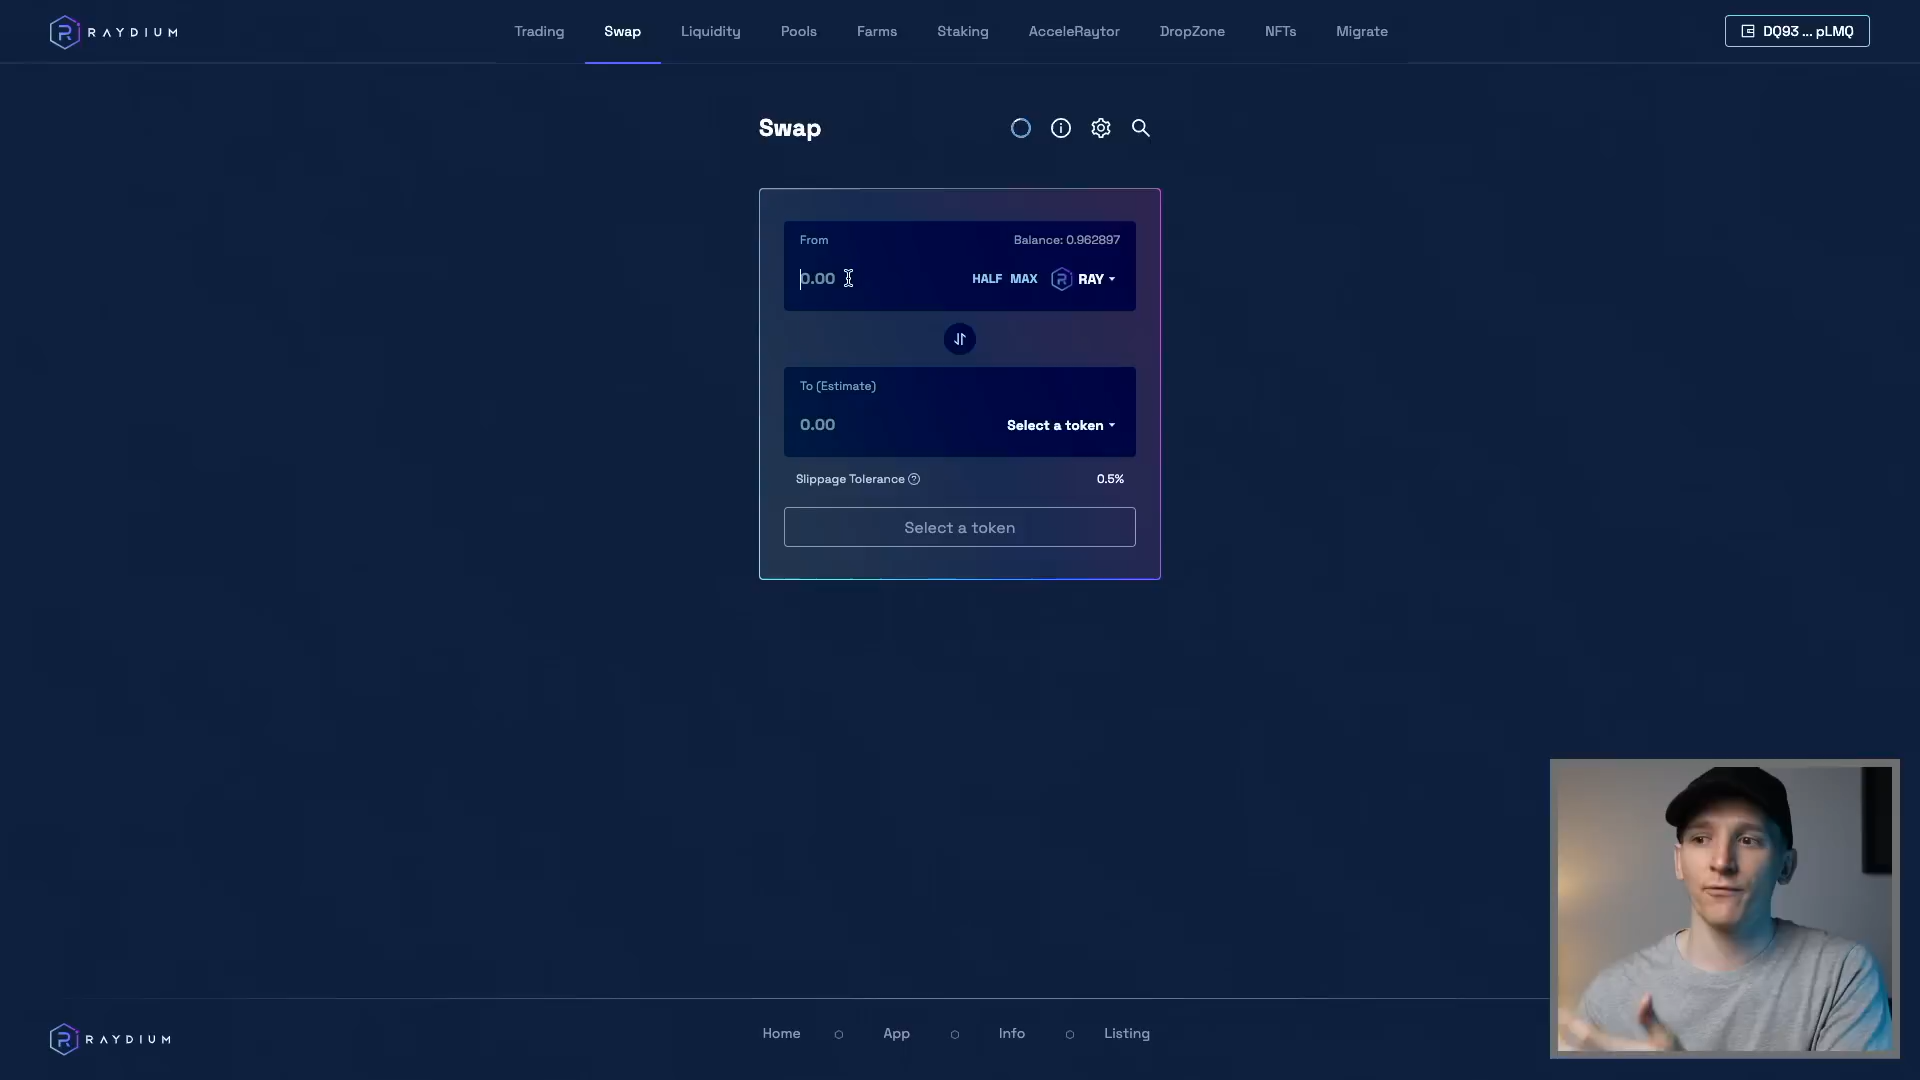 RAYDIUM
Trading
Swap
Liquidity
Pools
Farms
Staking
AcceleRaytor
DropZone
NFTs
Migrate
DQ93 ... pLMQ
Swap
From
Balance: 0.962897
0.00
HALF
MAX
RAY
To (Estimate)
0.00
Select a token
Slippage Tolerance
0.5%
Select a token
RAYDIUM
Home
App
Info
Listing